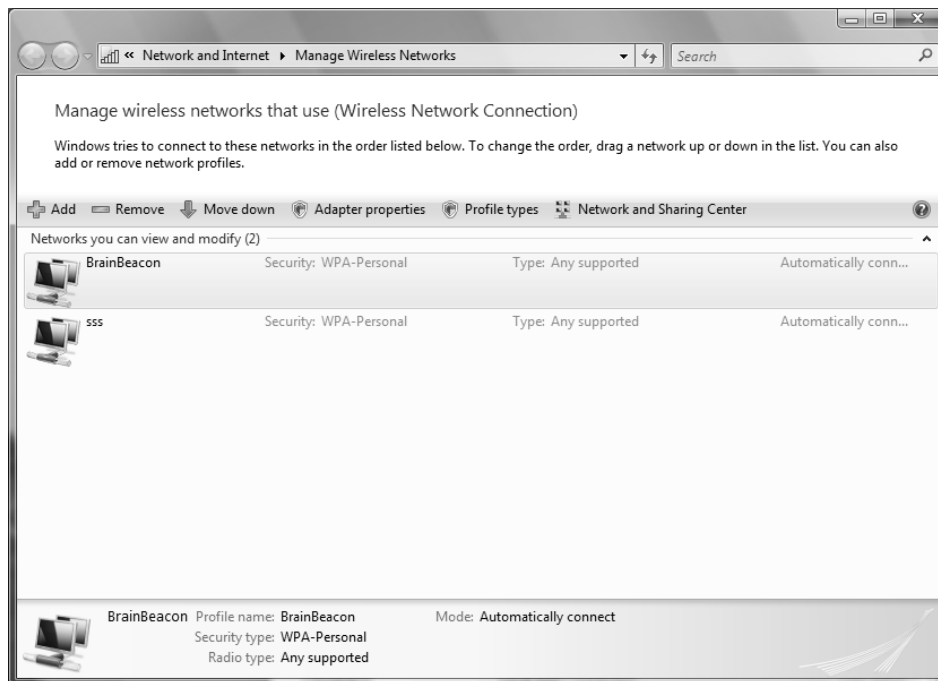 « Network and Internet ▸ Manage Wireless Networks Search
Manage wireless networks that use (Wireless Network Connection)
Windows tries to connect to these networks in the order listed below. To change the order, drag a network up or down in the list. You can also
add or remove network profiles.
Add Remove Move down Adapter properties Profile types Network and Sharing Center
Networks you can view and modify (2)
BrainBeacon Security: WPA-Personal Type: Any supported Automatically conn...
sss Security: WPA-Personal Type: Any supported Automatically conn...
BrainBeacon Profile name: BrainBeacon Mode: Automatically connect
Security type: WPA-Personal
Radio type: Any supported